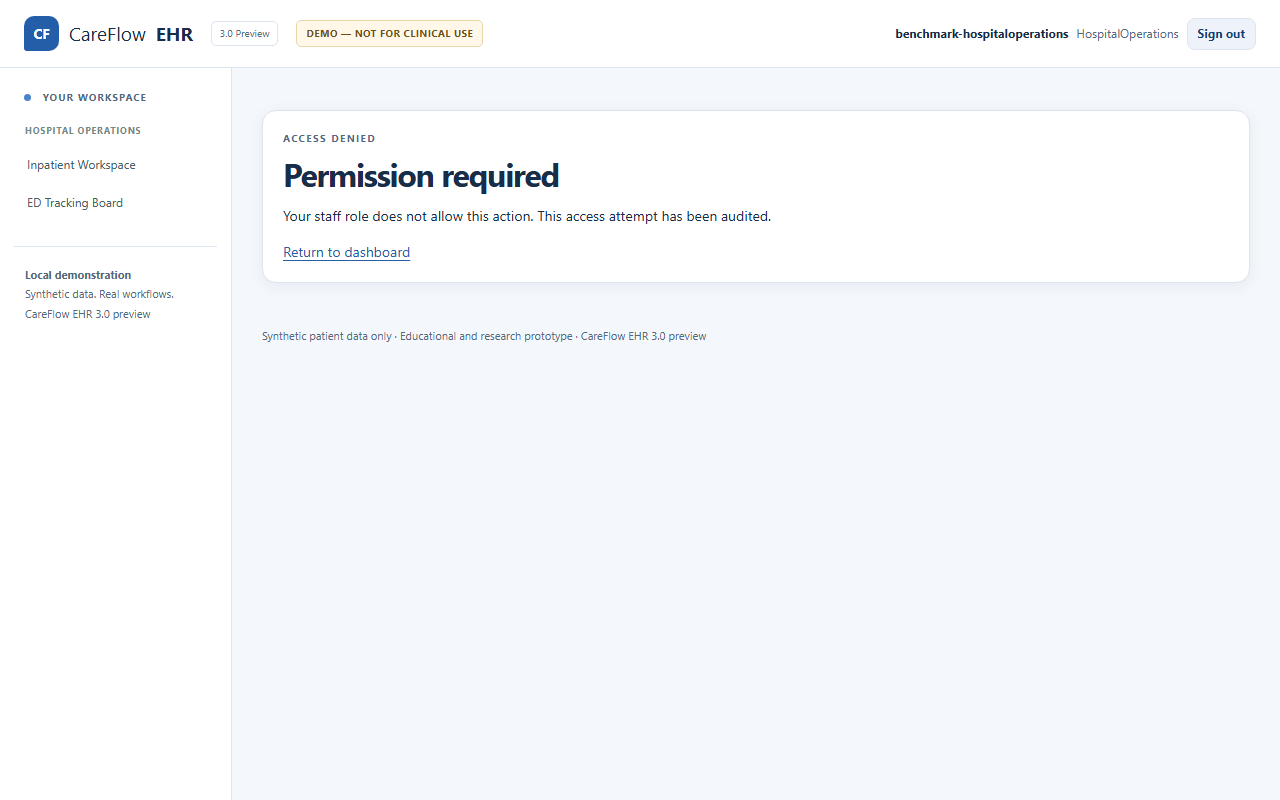 CF CareFlow EHR 3.0 Preview DEMO — NOT FOR CLINICAL USE benchmark-hospitaloperations HospitalOperations Sign out
YOUR WORKSPACE
HOSPITAL OPERATIONS
Inpatient Workspace
ED Tracking Board
Local demonstration
Synthetic data. Real workflows.
CareFlow EHR 3.0 preview
ACCESS DENIED
Permission required
Your staff role does not allow this action. This access attempt has been audited.
Return to dashboard
Synthetic patient data only · Educational and research prototype · CareFlow EHR 3.0 preview